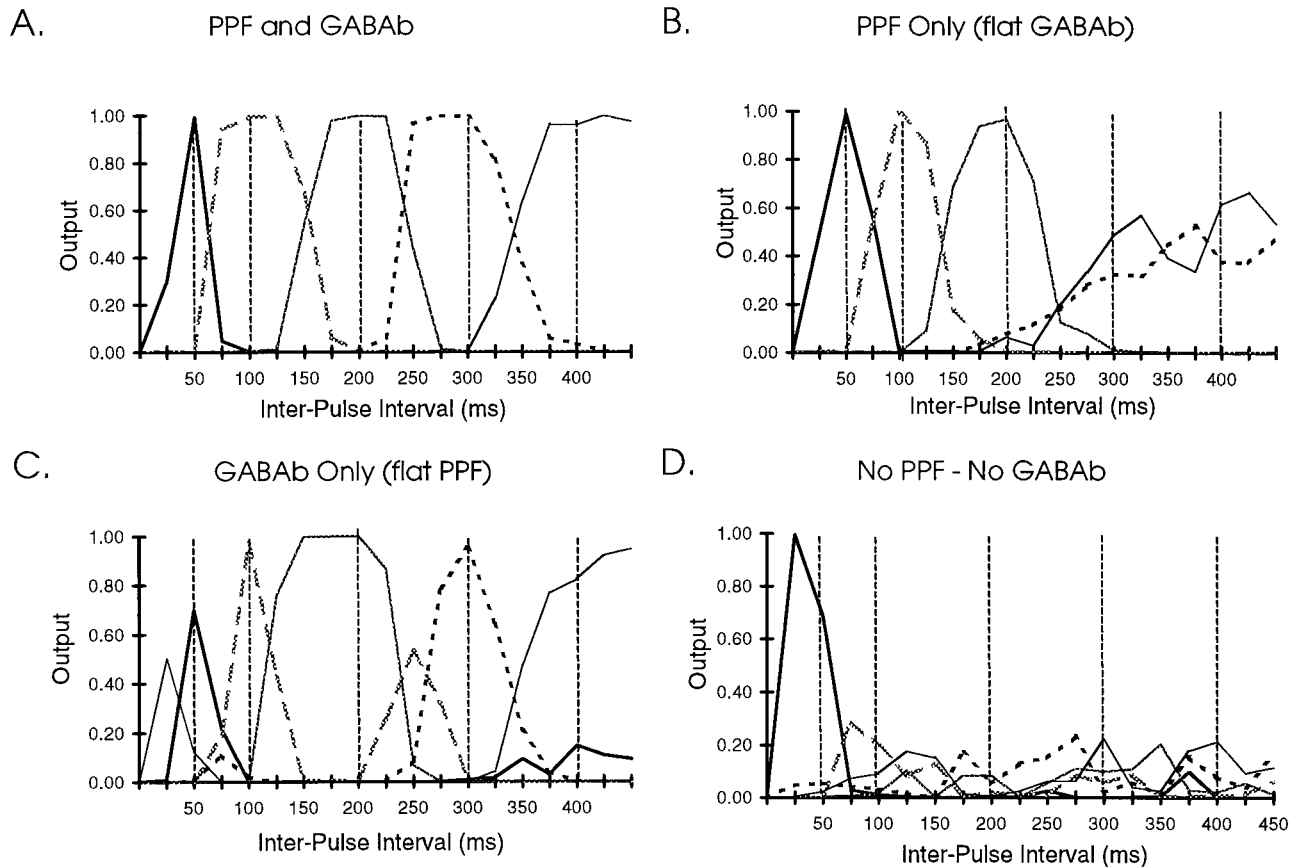 A.
PPF and GABAb
1.00
0.80
0.60
0.40
0.20
0.00
Output
50 100 150 200 250 300 350 400
Inter-Pulse Interval (ms)
B.
PPF Only (flat GABAb)
1.00
0.80
0.60
0.40
0.20
0.00
Output
50 100 150 200 250 300 350 400
Inter-Pulse Interval (ms)
C.
GABAb Only (flat PPF)
1.00
0.80
0.60
0.40
0.20
0.00
Output
50 100 150 200 250 300 350 400
Inter-Pulse Interval (ms)
D.
No PPF - No GABAb
1.00
0.80
0.60
0.40
0.20
0.00
Output
50 100 150 200 250 300 350 400 450
Inter-Pulse Interval (ms)